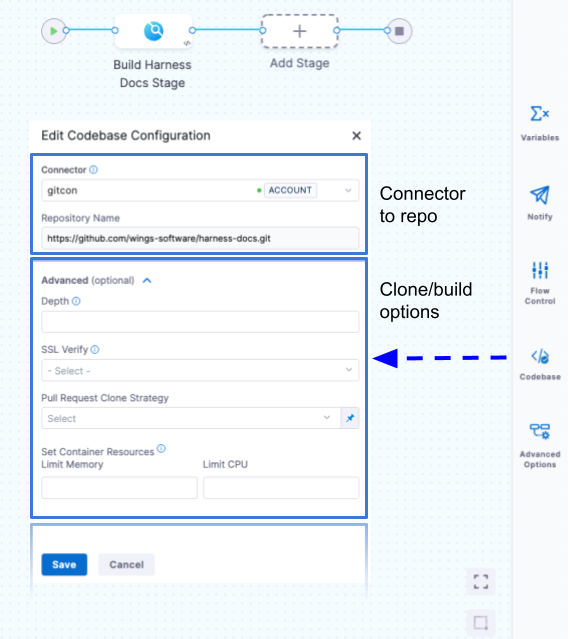 Build Harness
Docs Stage
Add Stage
Variables
Notify
Flow
Control
Codebase
Advanced
Options
Edit Codebase Configuration
Connector
gitcon
ACCOUNT
Repository Name
https://github.com/wings-software/harness-docs.git
Connector
to repo
Advanced (optional)
Depth
SSL Verify
- Select -
Pull Request Clone Strategy
Select
Set Container Resources
Limit Memory
Limit CPU
Clone/build
options
Save
Cancel